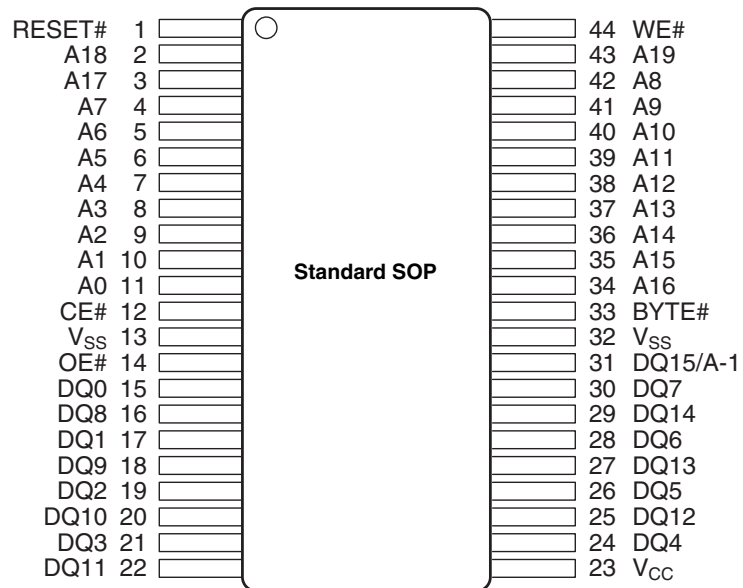 RESET# 1 44 WE#
A18 2 43 A19
A17 3 42 A8
A7 4 41 A9
A6 5 40 A10
A5 6 39 A11
A4 7 38 A12
A3 8 37 A13
A2 9 36 A14
A1 10 35 A15
Standard SOP
A0 11 34 A16
CE# 12 33 BYTE#
VSS 13 32 VSS
OE# 14 31 DQ15/A-1
DQ0 15 30 DQ7
DQ8 16 29 DQ14
DQ1 17 28 DQ6
DQ9 18 27 DQ13
DQ2 19 26 DQ5
DQ10 20 25 DQ12
DQ3 21 24 DQ4
DQ11 22 23 VCC